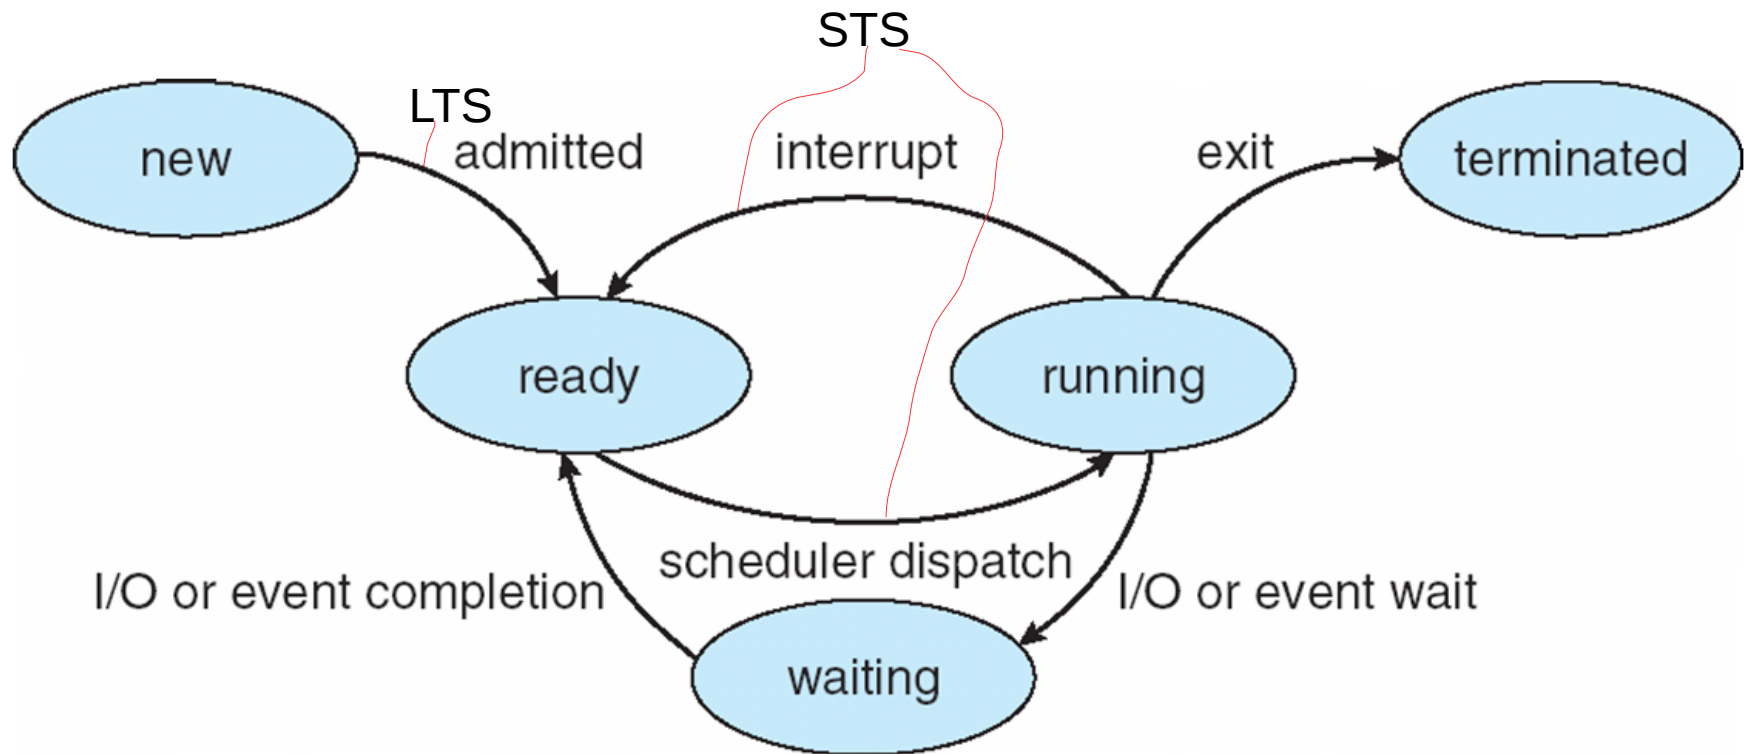 STS
LTS
new
admitted
interrupt
exit
terminated
ready
running
scheduler dispatch
I/O or event completion
I/O or event wait
waiting